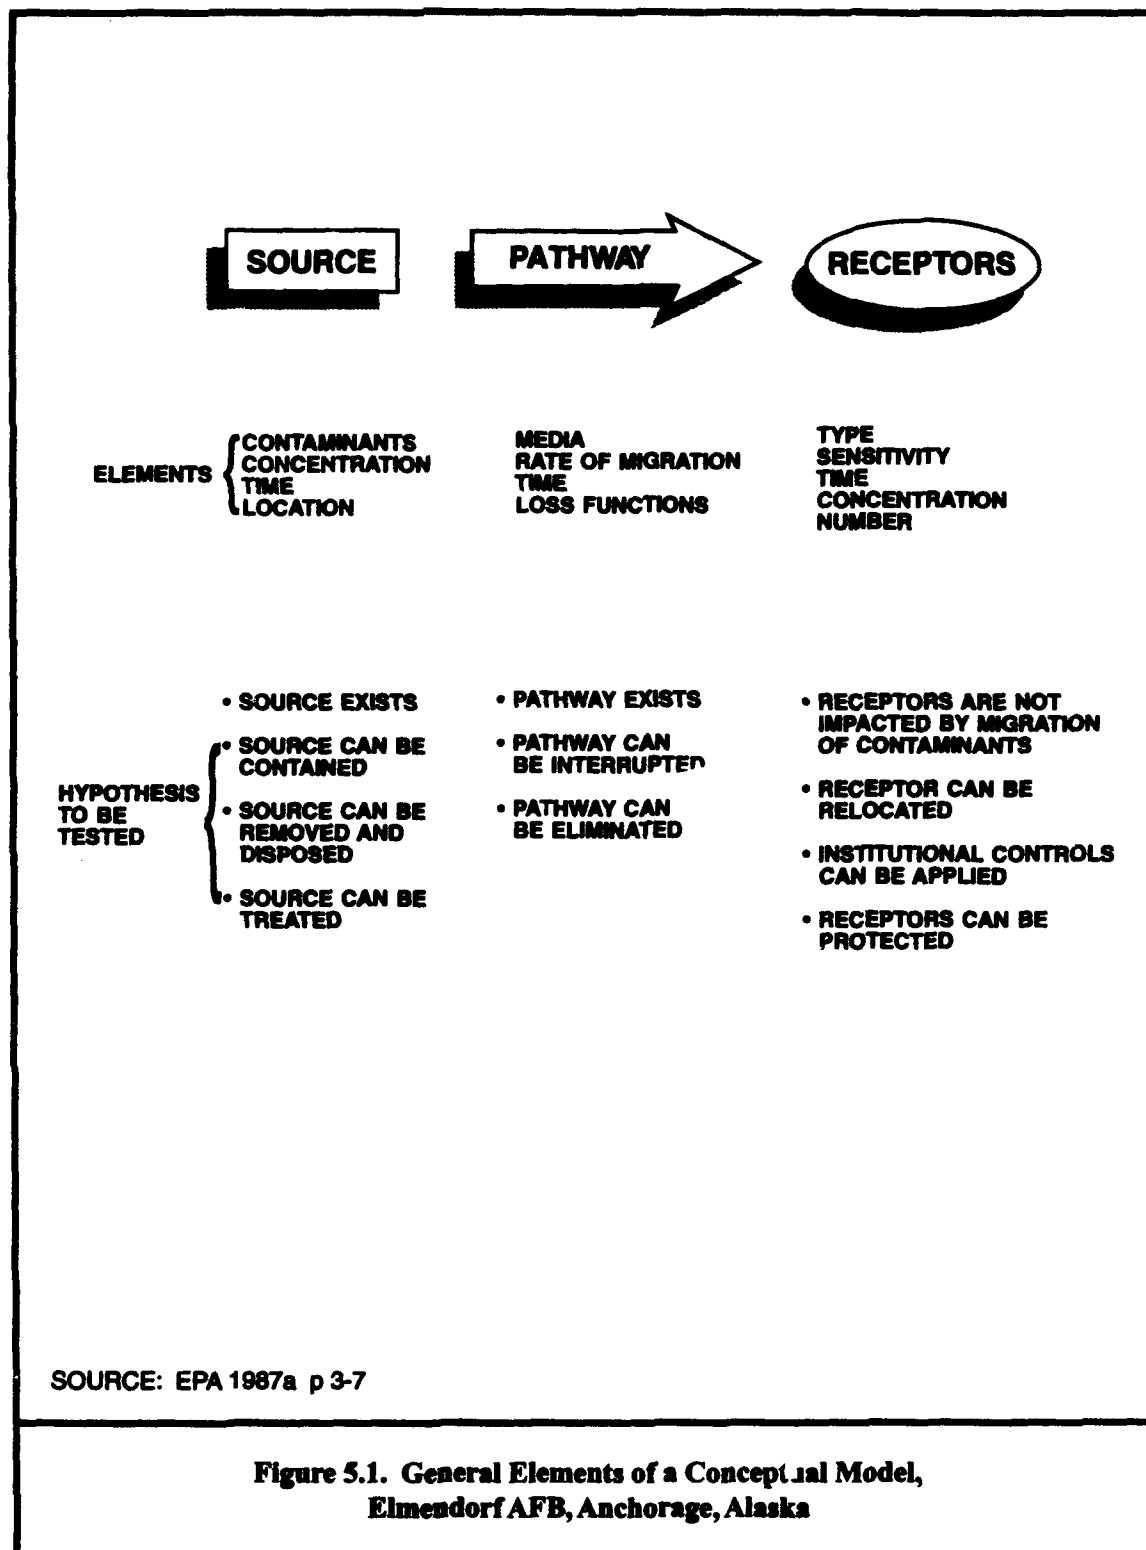 SOURCE
PATHWAY
RECEPTORS
ELEMENTS
CONTAMINANTS
CONCENTRATION
TIME
LOCATION
MEDIA
RATE OF MIGRATION
TIME
LOSS FUNCTIONS
TYPE
SENSITIVITY
TIME
CONCENTRATION
NUMBER
HYPOTHESIS
TO BE
TESTED
• SOURCE EXISTS
• SOURCE CAN BE
CONTAINED
• SOURCE CAN BE
REMOVED AND
DISPOSED
• SOURCE CAN BE
TREATED
• PATHWAY EXISTS
• PATHWAY CAN
BE INTERRUPTED
• PATHWAY CAN
BE ELIMINATED
• RECEPTORS ARE NOT
IMPACTED BY MIGRATION
OF CONTAMINANTS
• RECEPTOR CAN BE
RELOCATED
• INSTITUTIONAL CONTROLS
CAN BE APPLIED
• RECEPTORS CAN BE
PROTECTED
SOURCE: EPA 1987a p 3-7
Figure 5.1. General Elements of a Conceptual Model,
Elmendorf AFB, Anchorage, Alaska